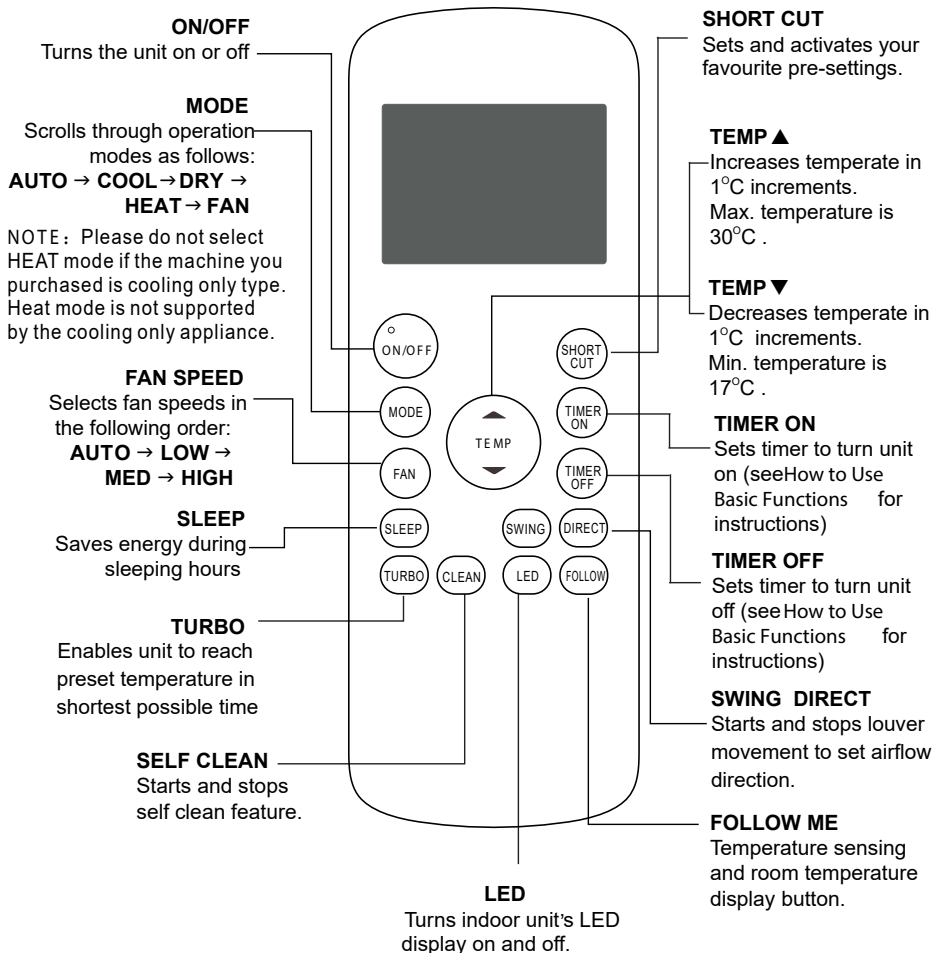 ON/OFF
Turns the unit on or off
MODE
Scrolls through operation
modes as follows:
AUTO → COOL→DRY →
HEAT→ FAN
NOTE：Please do not select
HEAT mode if the machine you
purchased is cooling only type.
Heat mode is not supported
by the cooling only appliance.
FAN SPEED
Selects fan speeds in
the following order:
AUTO → LOW →
MED → HIGH
SLEEP
Saves energy during
sleeping hours
TURBO
Enables unit to reach
preset temperature in
shortest possible time
SELF CLEAN
Starts and stops
self clean feature.
ON/OFF
MODE
FAN
SLEEP
TURBO
CLEAN
▲
TEMP
▼
SHORT
CUT
TIMER
ON
TIMER
OFF
SWING
DIRECT
LED
FOLLOW
LED
Turns indoor unit's LED
display on and off.
SHORT CUT
Sets and activates your
favourite pre-settings.
TEMP▲
Increases temperate in
1°C increments.
Max. temperature is
30°C .
TEMP▼
Decreases temperate in
1°C increments.
Min. temperature is
17°C .
TIMER ON
Sets timer to turn unit
on (seeHow to Use
Basic Functions for
instructions)
TIMER OFF
Sets timer to turn unit
off (see How to Use
Basic Functions for
instructions)
SWING DIRECT
Starts and stops louver
movement to set airflow
direction.
FOLLOW ME
Temperature sensing
and room temperature
display button.